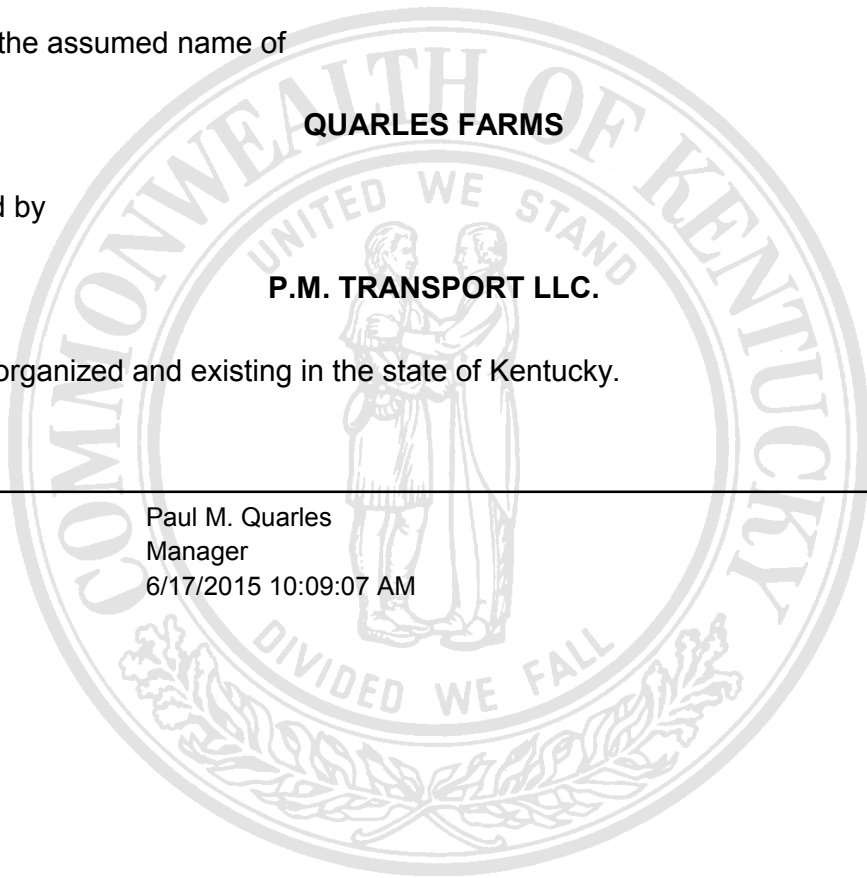 the assumed name of
QUARLES FARMS
d by
P.M. TRANSPORT LLC.
organized and existing in the state of Kentucky.
Paul M. Quarles
Manager
6/17/2015 10:09:07 AM
COMMONWEALTH OF KENTUCKY
UNITED WE STAND
DIVIDED WE FALL